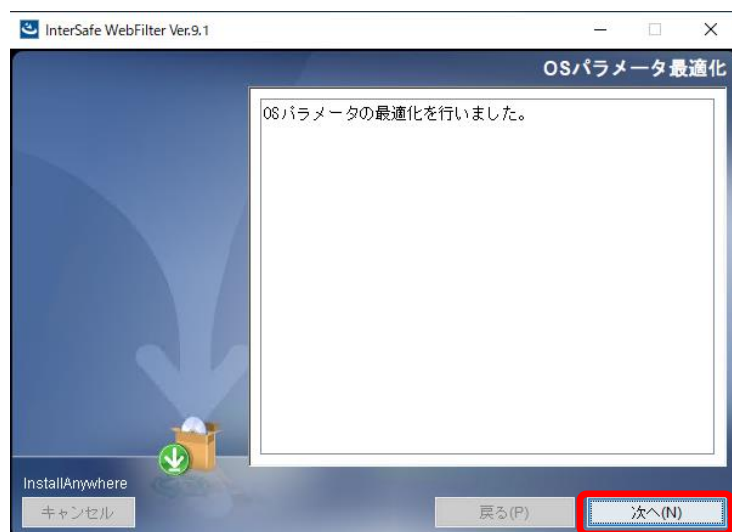 InterSafe WebFilter Ver.9.1
OSパラメータ最適化
OSパラメータの最適化を行いました。
InstallAnywhere
キャンセル
戻る(P)
次へ(N)